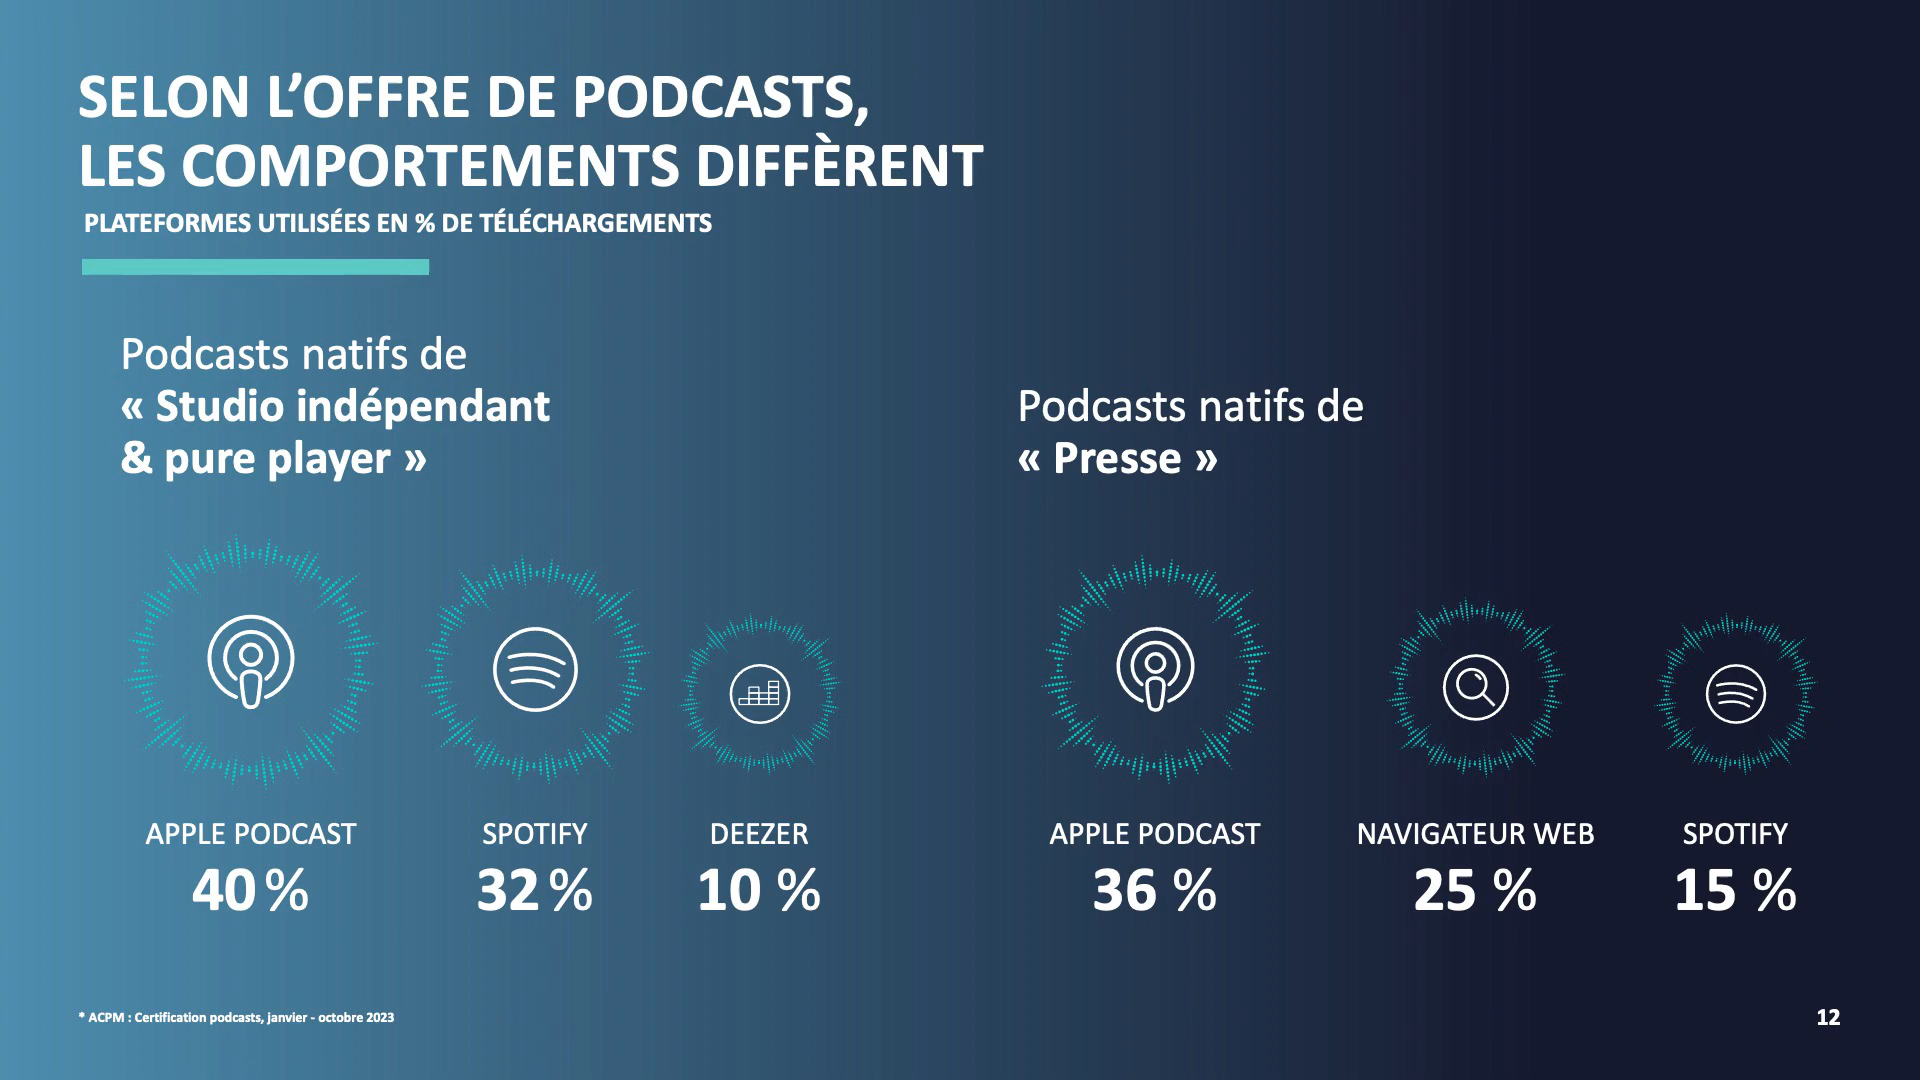 SELON L’OFFRE DE PODCASTS,
LES COMPORTEMENTS DIFFÈRENT
PLATEFORMES UTILISÉES EN % DE TÉLÉCHARGEMENTS
Podcasts natifs de
« Studio indépendant
& pure player »
APPLE PODCAST
40 %
SPOTIFY
32 %
DEEZER
10 %
Podcasts natifs de
« Presse »
APPLE PODCAST
36 %
NAVIGATEUR WEB
25 %
SPOTIFY
15 %
* ACPM : Certification podcasts, janvier - octobre 2023
12